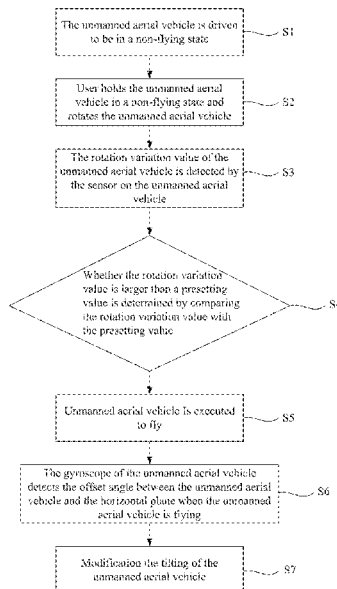 The unmanned aerial vehicle is driven
to be in a non-flying state
S1
User holds the unmanned aerial
vehicle in a non-flying state and
rotates the unmanned aerial vehicle
S2
The rotation variation value of the
unmanned aerial vehicle is detected by
the sensor on the unmanned aerial
vehicle
S3
Whether the rotation variation
value is larger than a presetting
value is determined by comparing
the rotation variation value with
the presetting value
Unmanned aerial vehicle is executed
to fly
S5
The gyroscope of the unmanned aerial vehicle
detects the offset angle between the unmanned aerial
vehicle and the horizontal plane when the unmanned
aerial vehicle is flying
S6
Modification the tilting of the
unmanned aerial vehicle
S7